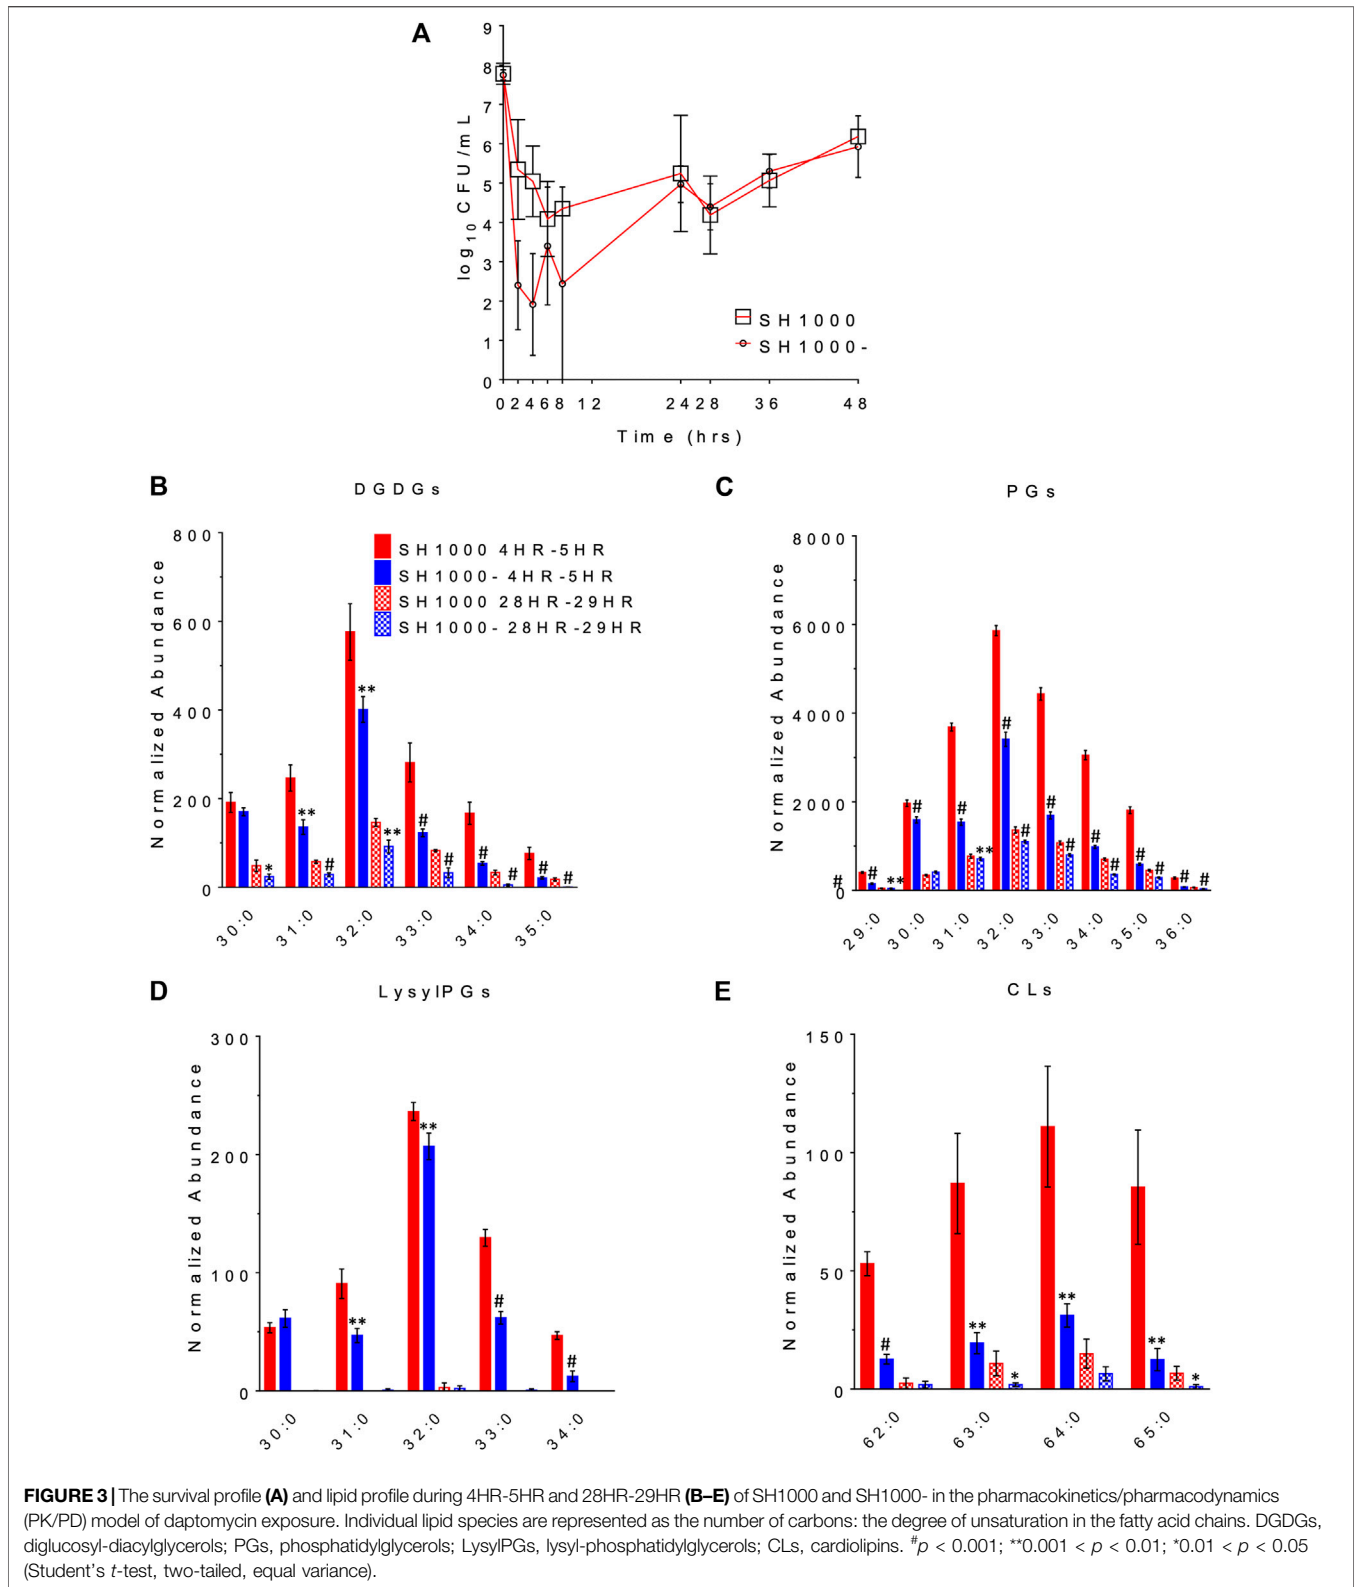 A
9
8
7
6
5
4
3
2
1
0
log10 CFU/mL
SH1000
SH1000-
0 2 4 6 8 12 24 28 36 48
Time (hrs)
B
DGDGs
800
600
400
200
0
Normalized Abundance
SH1000 4HR-5HR
SH1000- 4HR-5HR
SH1000 28HR-29HR
SH1000- 28HR-29HR
* ** # ** ** # # # # # #
30:0 31:0 32:0 33:0 34:0 35:0
C
PGs
8000
6000
4000
2000
0
Normalized Abundance
# # ** # # ** # # # # # # # # # #
29:0 30:0 31:0 32:0 33:0 34:0 35:0 36:0
D
LysylPGs
300
200
100
0
Normalized Abundance
** ** # #
30:0 31:0 32:0 33:0 34:0
E
CLs
150
100
50
0
Normalized Abundance
# ** * ** ** *
62:0 63:0 64:0 65:0
FIGURE 3 | The survival profile (A) and lipid profile during 4HR-5HR and 28HR-29HR (B–E) of SH1000 and SH1000- in the pharmacokinetics/pharmacodynamics
(PK/PD) model of daptomycin exposure. Individual lipid species are represented as the number of carbons: the degree of unsaturation in the fatty acid chains. DGDGs,
diglucosyl-diacylglycerols; PGs, phosphatidylglycerols; LysylPGs, lysyl-phosphatidylglycerols; CLs, cardiolipins. #p < 0.001; **0.001 < p < 0.01; *0.01 < p < 0.05
(Student's t-test, two-tailed, equal variance).